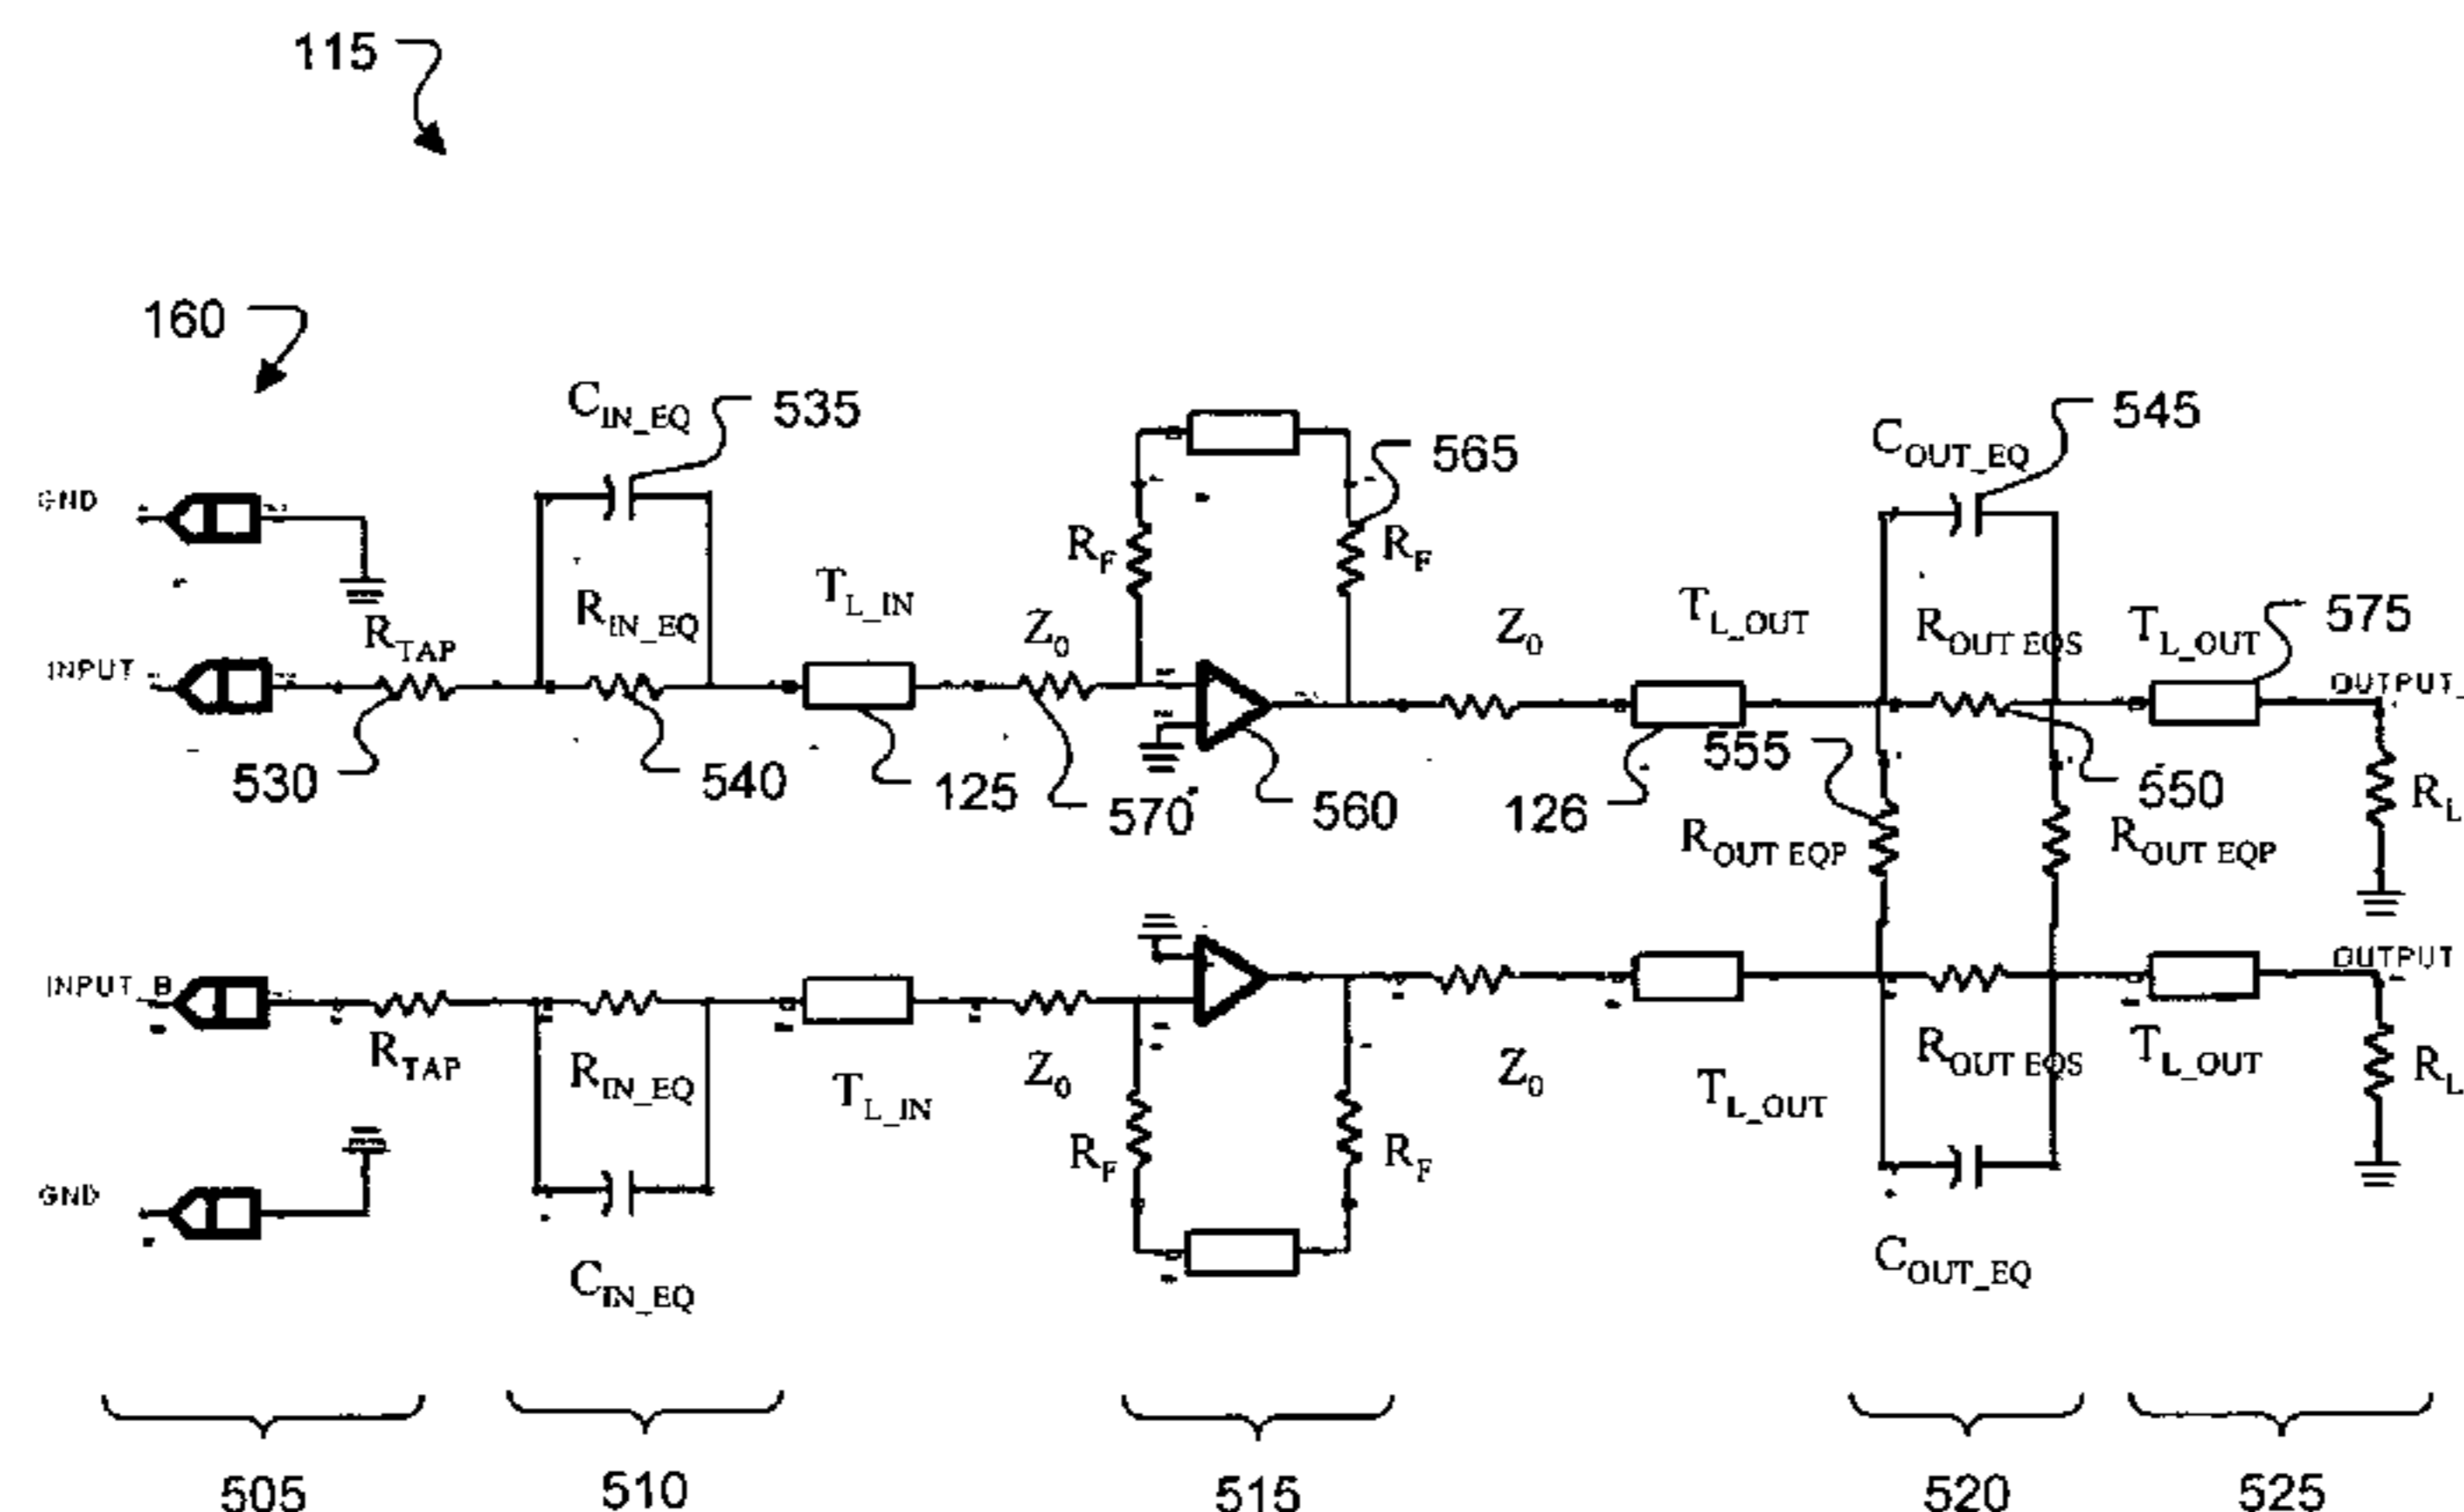 115
160
C_IN_EQ 535
C_OUT_EQ 545
565
GND
R_F R_F
R_TAP R_IN_EQ T_L_IN Z_0 Z_0 T_L_OUT R_OUT EQS T_L_OUT 575
INPUT OUTPUT_
530 540 125 570 560 126 555 550 R_L
R_OUT EQP R_OUT EQP
INPUT_B OUTPUT
R_TAP R_IN_EQ T_L_IN Z_0 Z_0 T_L_OUT R_OUT EQS T_L_OUT R_L
R_F R_F
GND
C_IN_EQ C_OUT_EQ
505 510 515 520 525